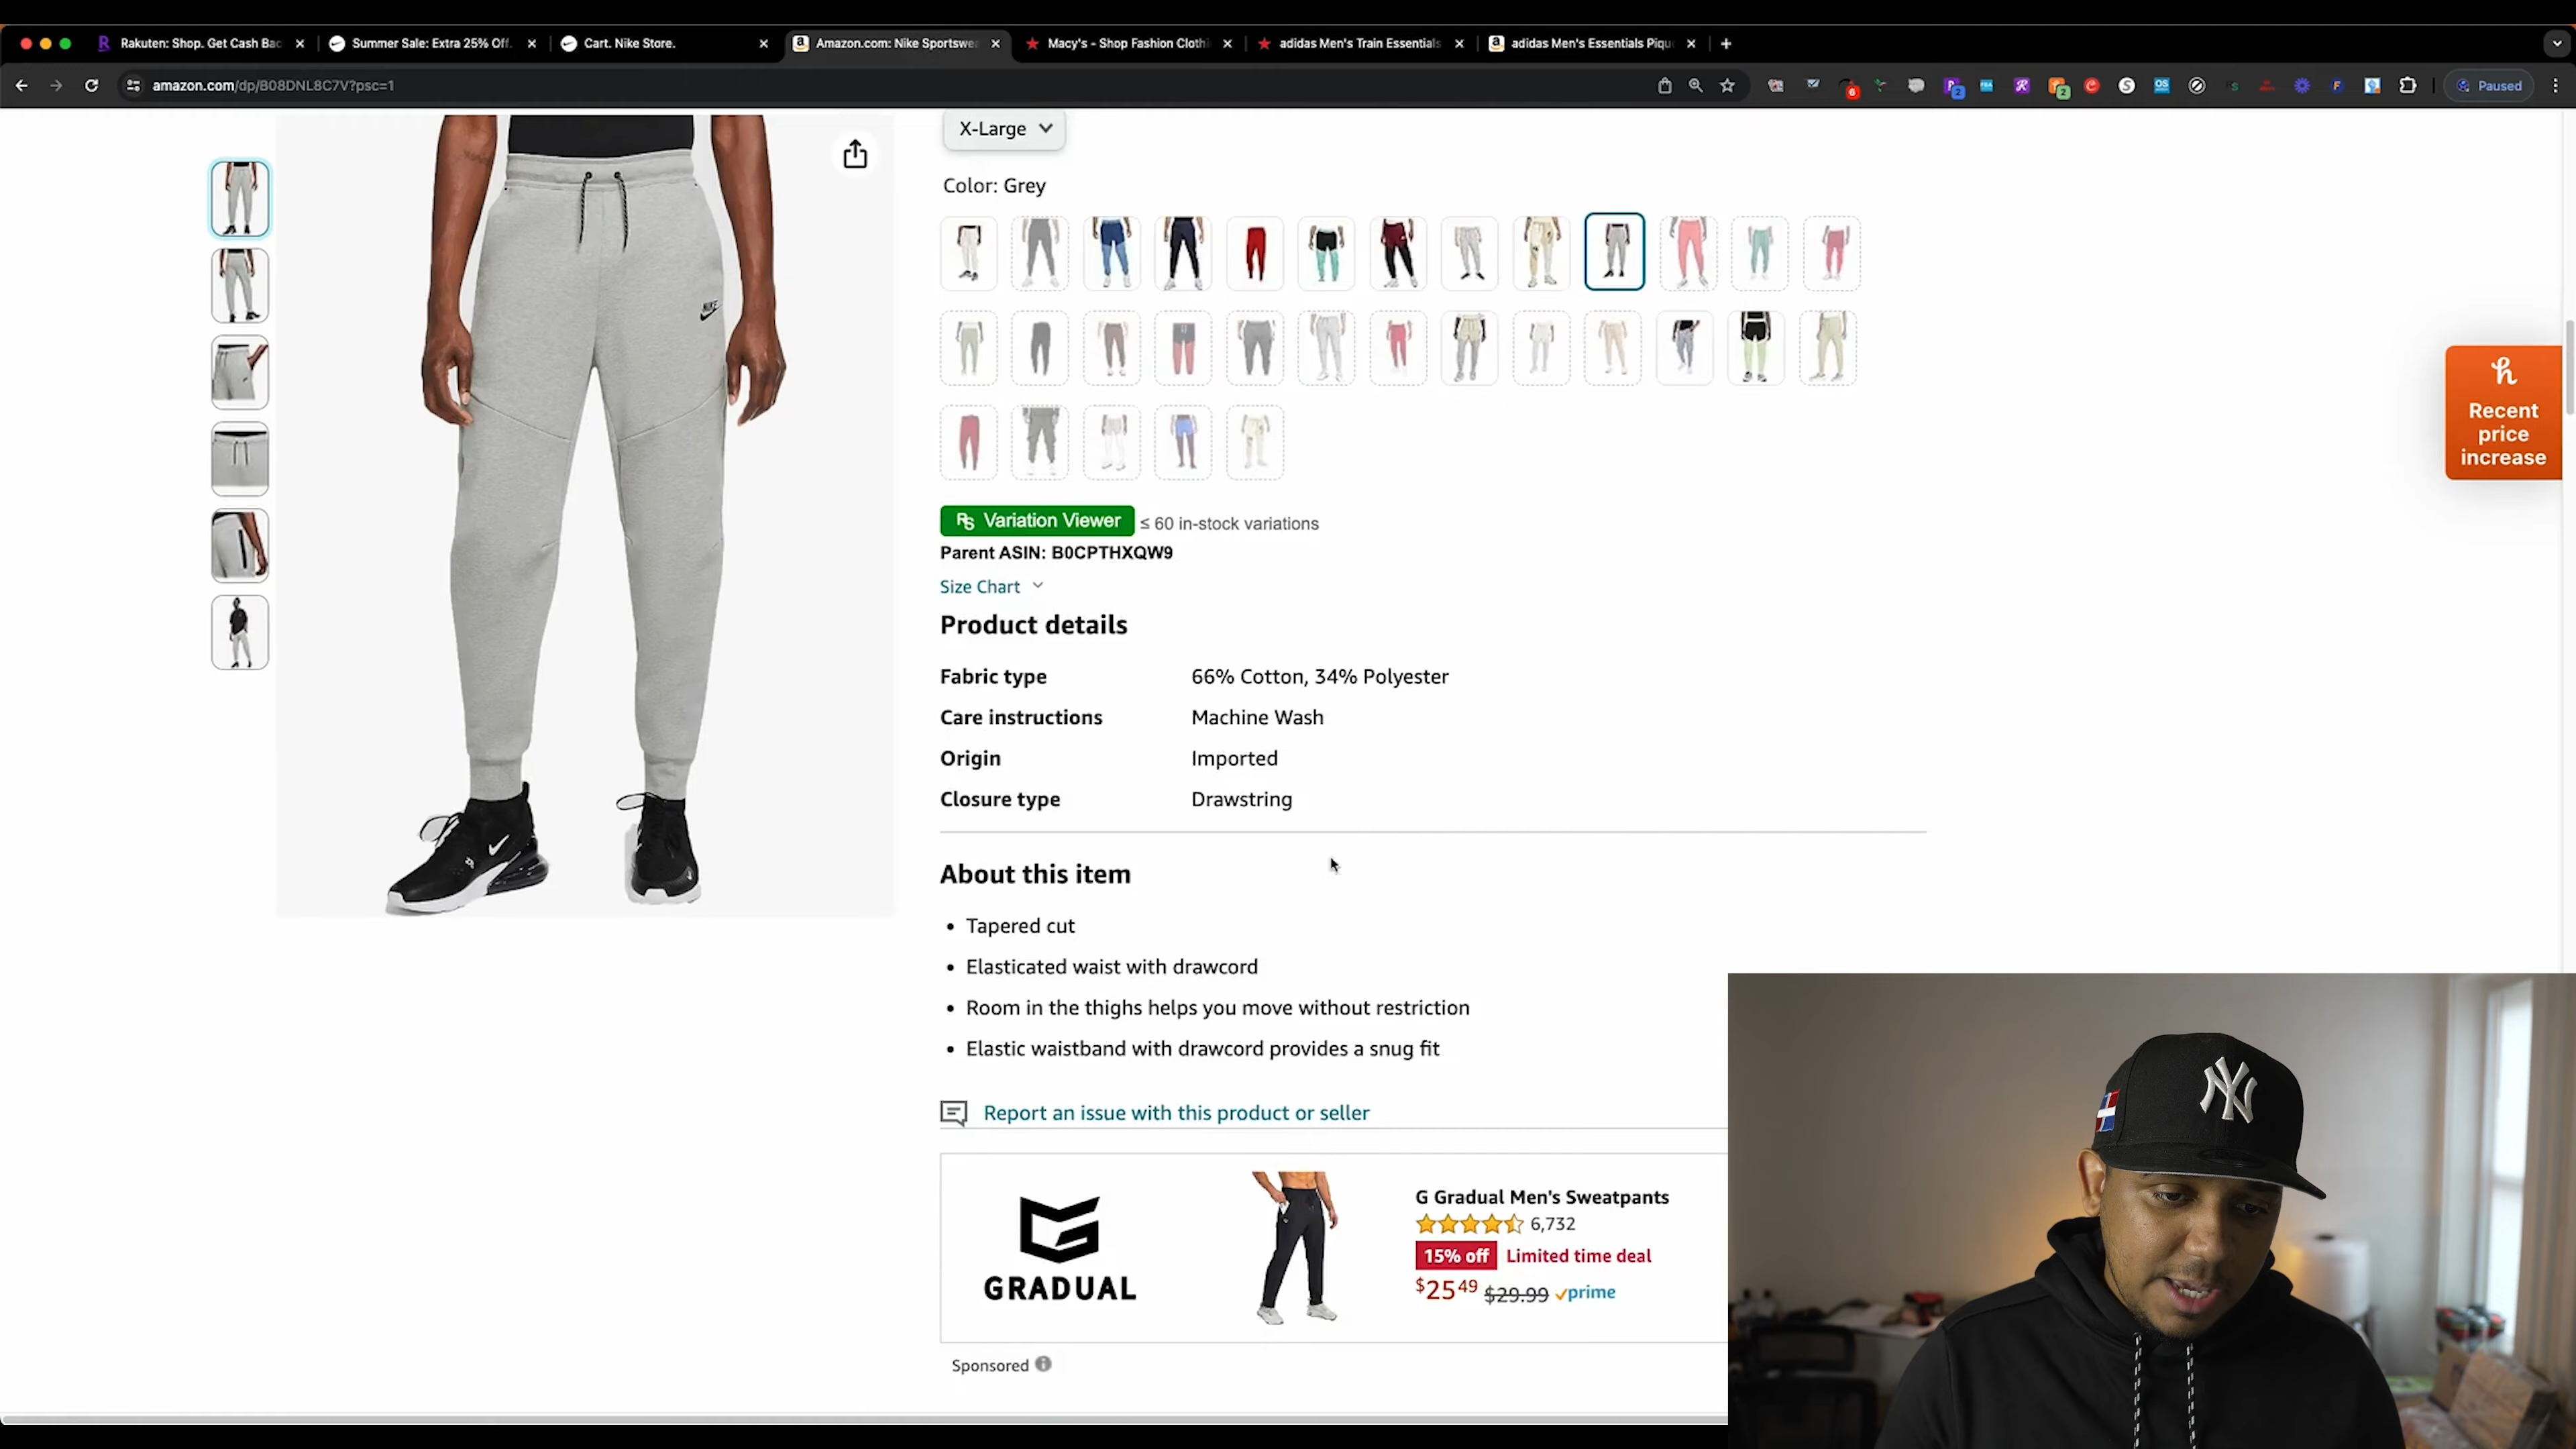 Rakuten: Shop. Get Cash Bac
Summer Sale: Extra 25% Off.
Cart. Nike Store.
Amazon.com: Nike Sportswea
Macy's - Shop Fashion Clothi
adidas Men's Train Essentials
adidas Men's Essentials Piqu
amazon.com/dp/B08DNL8C7V?psc=1
Paused
X-Large
Color: Grey
NIKE
Recent
price
increase
Variation Viewer ≤ 60 in-stock variations
Parent ASIN: B0CPTHXQW9
Size Chart
Product details
Fabric type 66% Cotton, 34% Polyester
Care instructions Machine Wash
Origin Imported
Closure type Drawstring
About this item
• Tapered cut
• Elasticated waist with drawcord
• Room in the thighs helps you move without restriction
• Elastic waistband with drawcord provides a snug fit
Report an issue with this product or seller
GRADUAL
G Gradual Men's Sweatpants
6,732
15% off Limited time deal
$25 49 $29.99 prime
Sponsored
NY